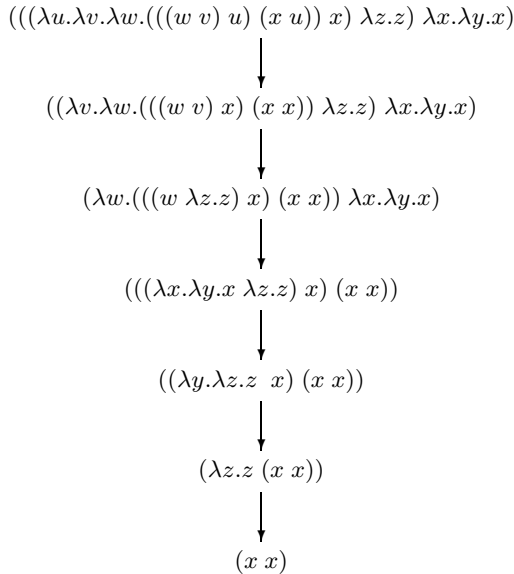 (((λu.λv.λw.(((w v) u) (x u)) x) λz.z) λx.λy.x)
((λv.λw.(((w v) x) (x x)) λz.z) λx.λy.x)
(λw.(((w λz.z) x) (x x)) λx.λy.x)
(((λx.λy.x λz.z) x) (x x))
((λy.λz.z x) (x x))
(λz.z (x x))
(x x)